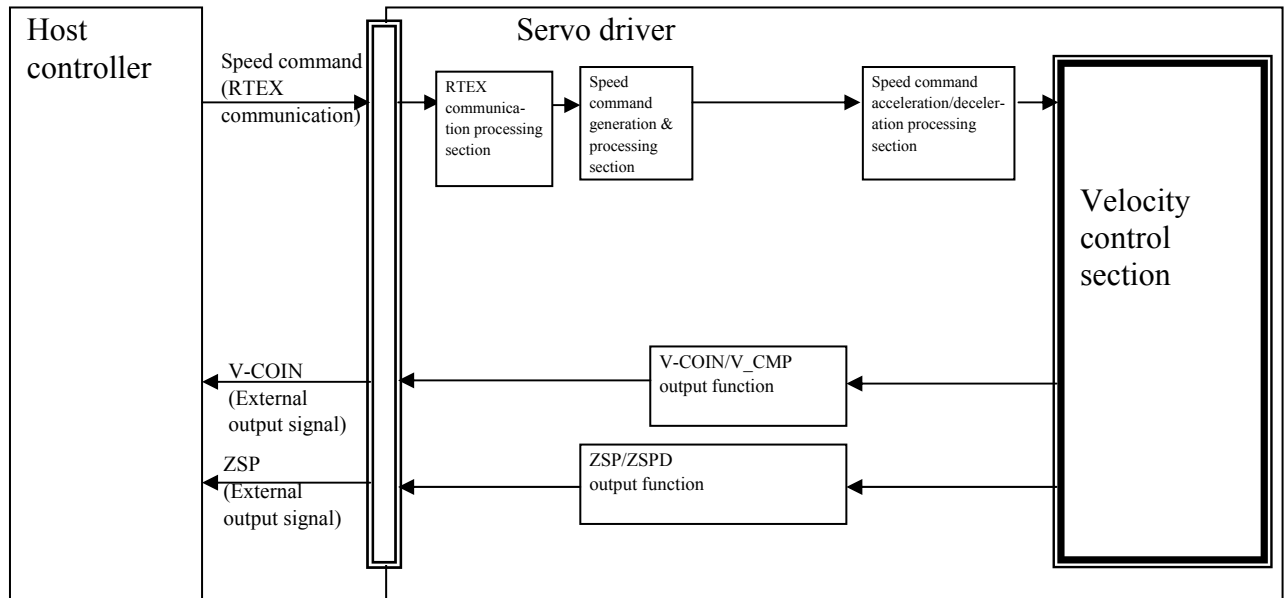 Host
controller
Servo driver
Speed command
(RTEX
communication)
RTEX
communica-
tion processing
section
Speed
command
generation &
processing
section
Speed command
acceleration/deceler-
ation processing
section
Velocity
control
section
V-COIN
(External
output signal)
V-COIN/V_CMP
output function
ZSP
(External
output signal)
ZSP/ZSPD
output function